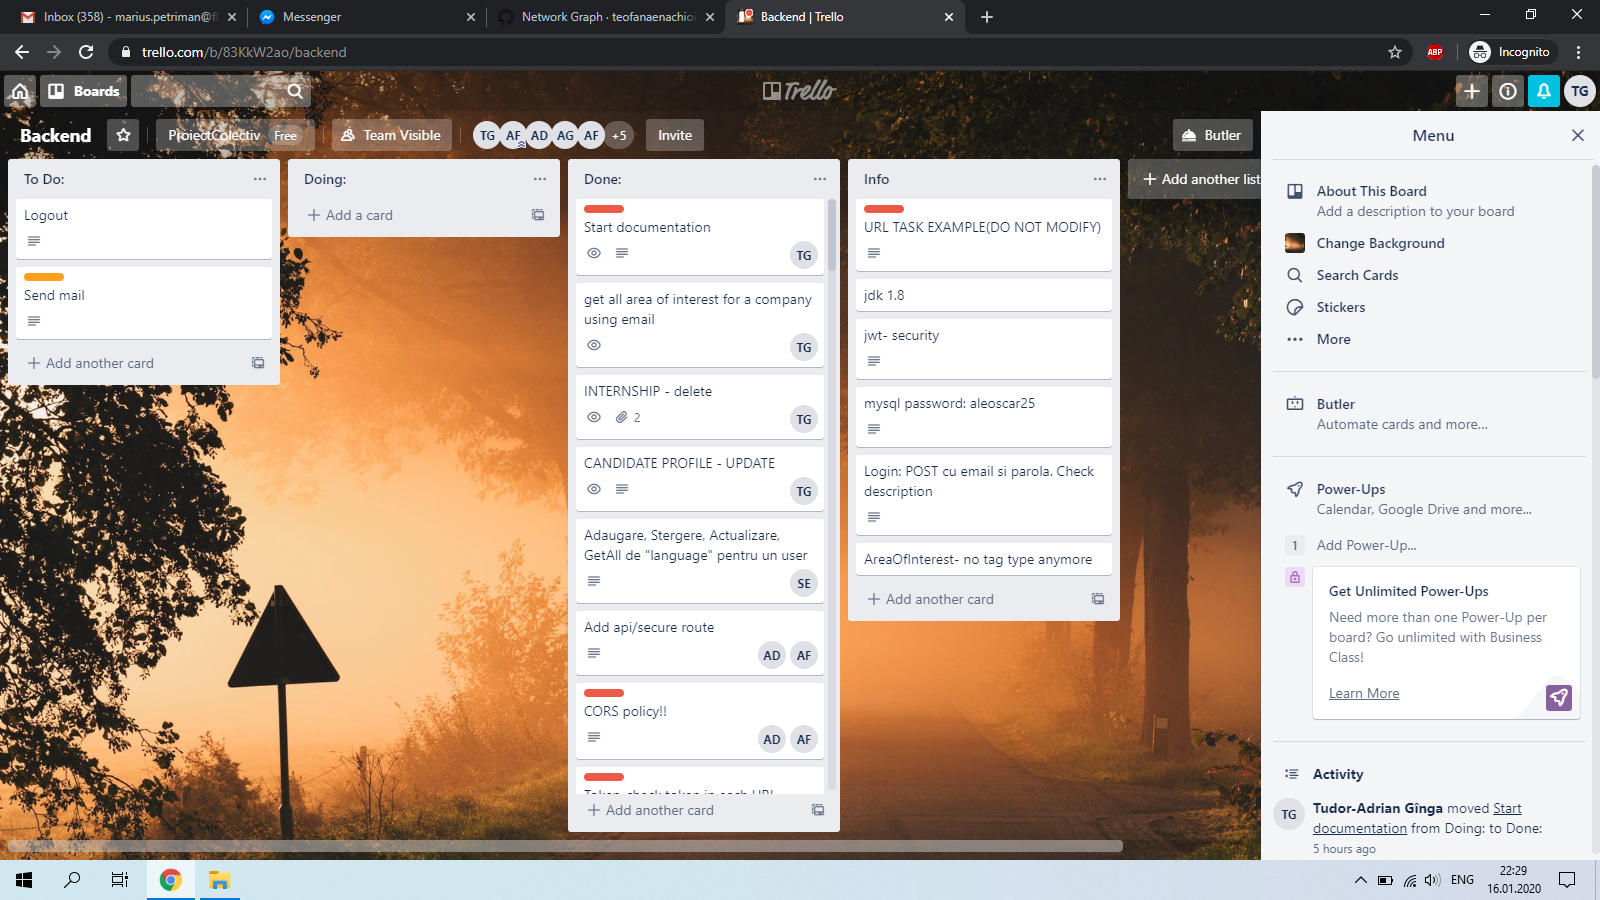 Inbox (358) - marius.petriman@
Messenger
Network Graph · teofanaenachioi
Backend | Trello
trello.com/b/83KkW2ao/backend
ABP
Incognito
Boards
Trello
TG
Backend
ProiectColectiv Free
Team Visible
TG AF AD AG AF +5
Invite
Butler
To Do:
Logout
Send mail
+ Add another card
Doing:
+ Add a card
Done:
Start documentation
TG
get all area of interest for a company
using email
TG
INTERNSHIP - delete
2
TG
CANDIDATE PROFILE - UPDATE
TG
Adaugare, Stergere, Actualizare,
GetAll de "language" pentru un user
SE
Add api/secure route
AD AF
CORS policy!!
AD AF
+ Add another card
Info
URL TASK EXAMPLE(DO NOT MODIFY)
jdk 1.8
jwt- security
mysql password: aleoscar25
Login: POST cu email si parola. Check
description
AreaOfInterest- no tag type anymore
+ Add another card
+ Add another list
Menu
About This Board
Add a description to your board
Change Background
Search Cards
Stickers
More
Butler
Automate cards and more...
Power-Ups
Calendar, Google Drive and more...
1 Add Power-Up...
Get Unlimited Power-Ups
Need more than one Power-Up per
board? Go unlimited with Business
Class!
Learn More
Activity
TG
Tudor-Adrian Gînga moved Start
documentation from Doing: to Done:
5 hours ago
ENG
22:29
16.01.2020